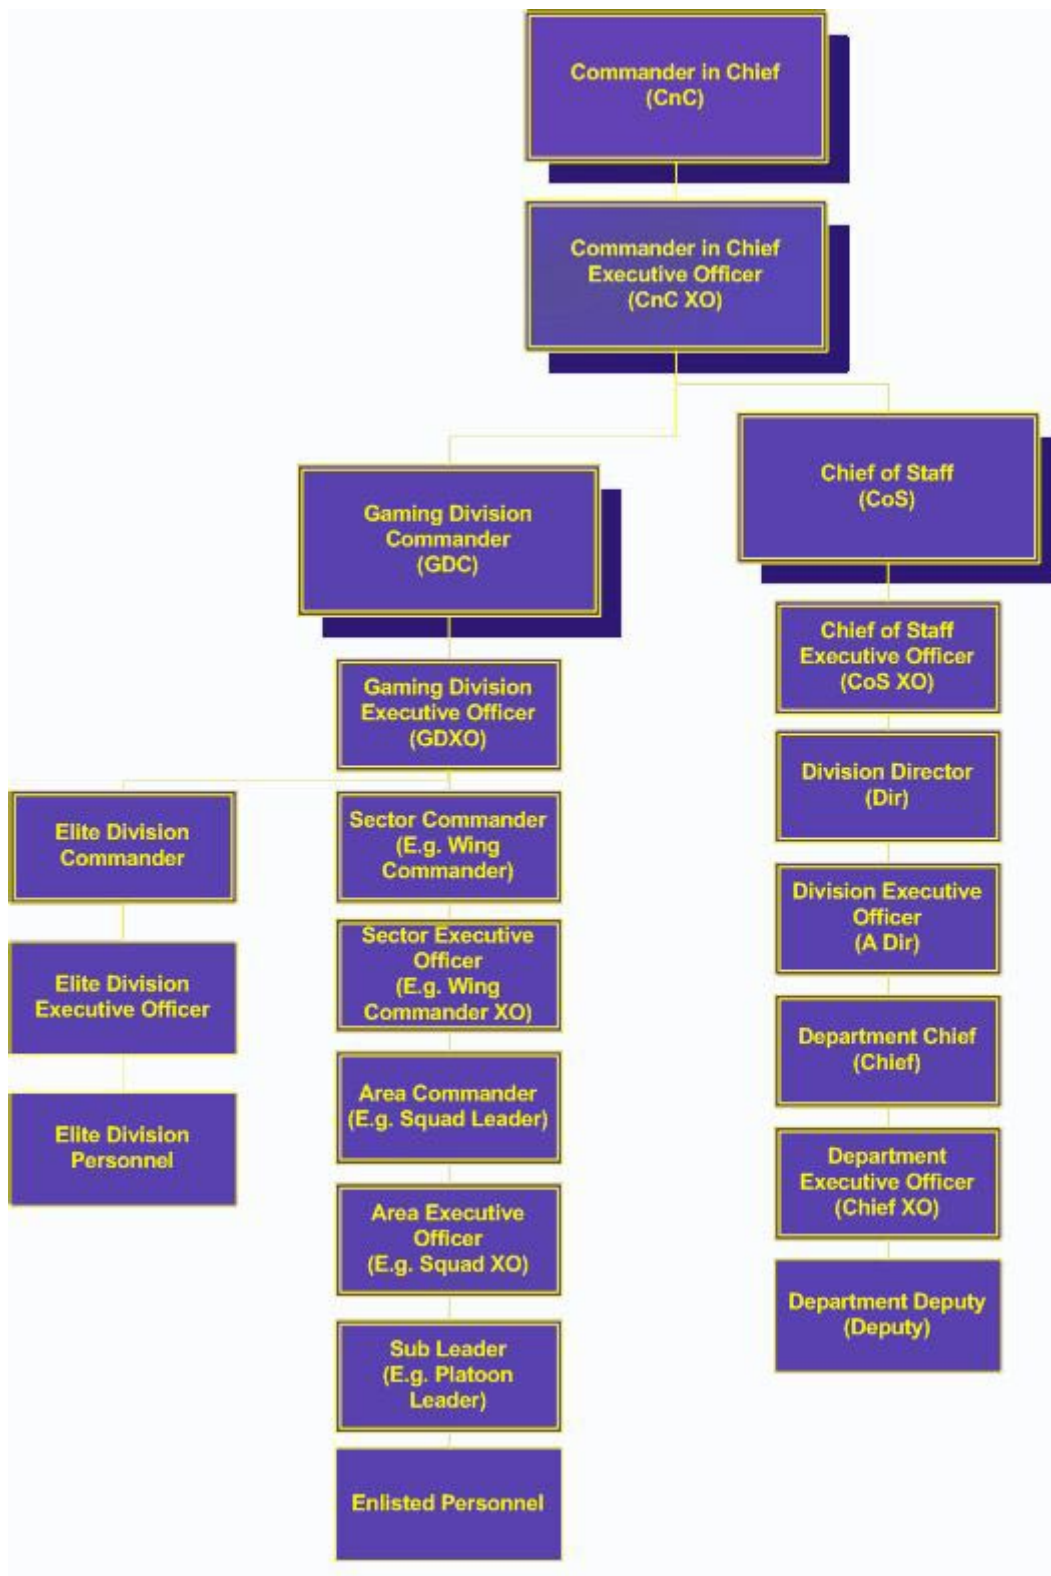 Commander in Chief
(CnC)
Commander in Chief
Executive Officer
(CnC XO)
Gaming Division
Commander
(GDC)
Chief of Staff
(CoS)
Gaming Division
Executive Officer
(GDXO)
Chief of Staff
Executive Officer
(CoS XO)
Elite Division
Commander
Elite Division
Executive Officer
Elite Division
Personnel
Sector Commander
(E.g. Wing
Commander)
Sector Executive
Officer
(E.g. Wing
Commander XO)
Area Commander
(E.g. Squad Leader)
Area Executive
Officer
(E.g. Squad XO)
Sub Leader
(E.g. Platoon
Leader)
Enlisted Personnel
Division Director
(Dir)
Division Executive
Officer
(A Dir)
Department Chief
(Chief)
Department
Executive Officer
(Chief XO)
Department Deputy
(Deputy)